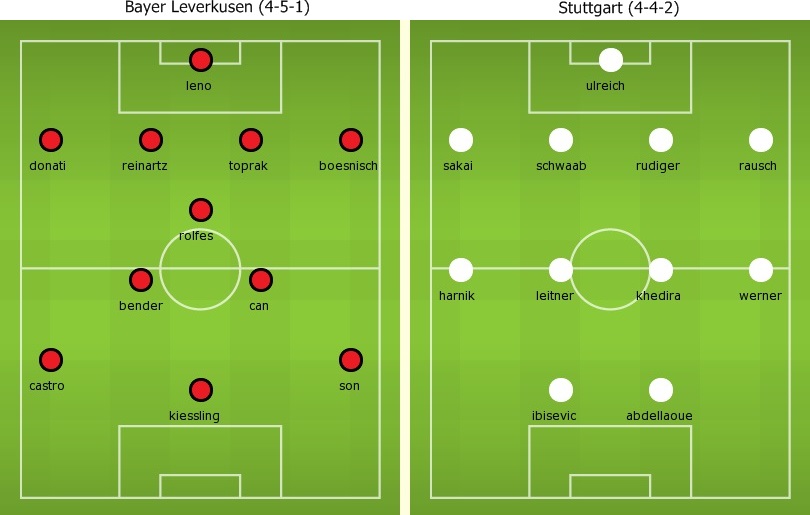 Bayer Leverkusen (4-5-1)
leno
donati reinartz toprak boesnisch
rolfes
bender can
castro son
kiessling
Stuttgart (4-4-2)
ulreich
sakai schwaab rudiger rausch
harnik leitner khedira werner
ibisevic abdellaoue